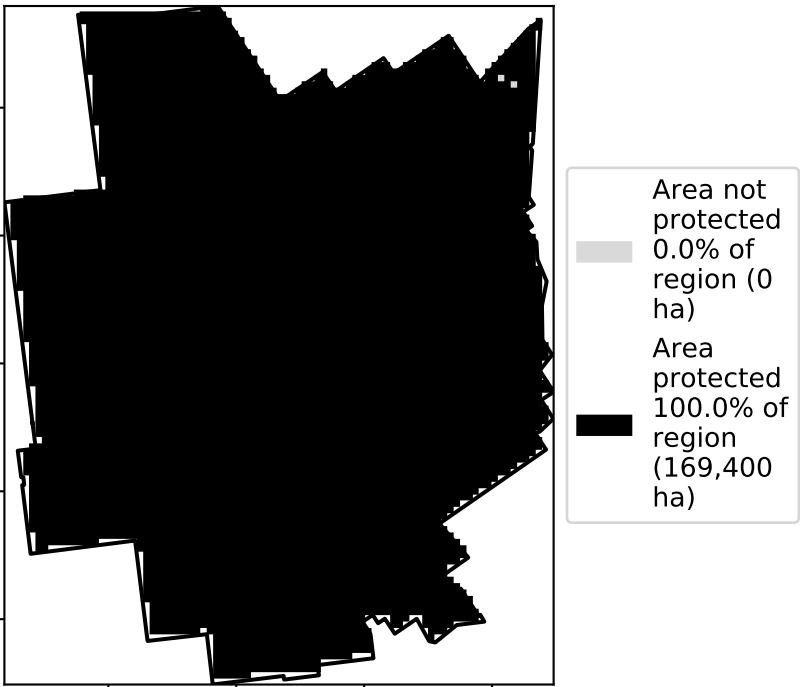 Area not
protected
0.0% of
region (0
ha)
Area
protected
100.0% of
region
(169,400
ha)